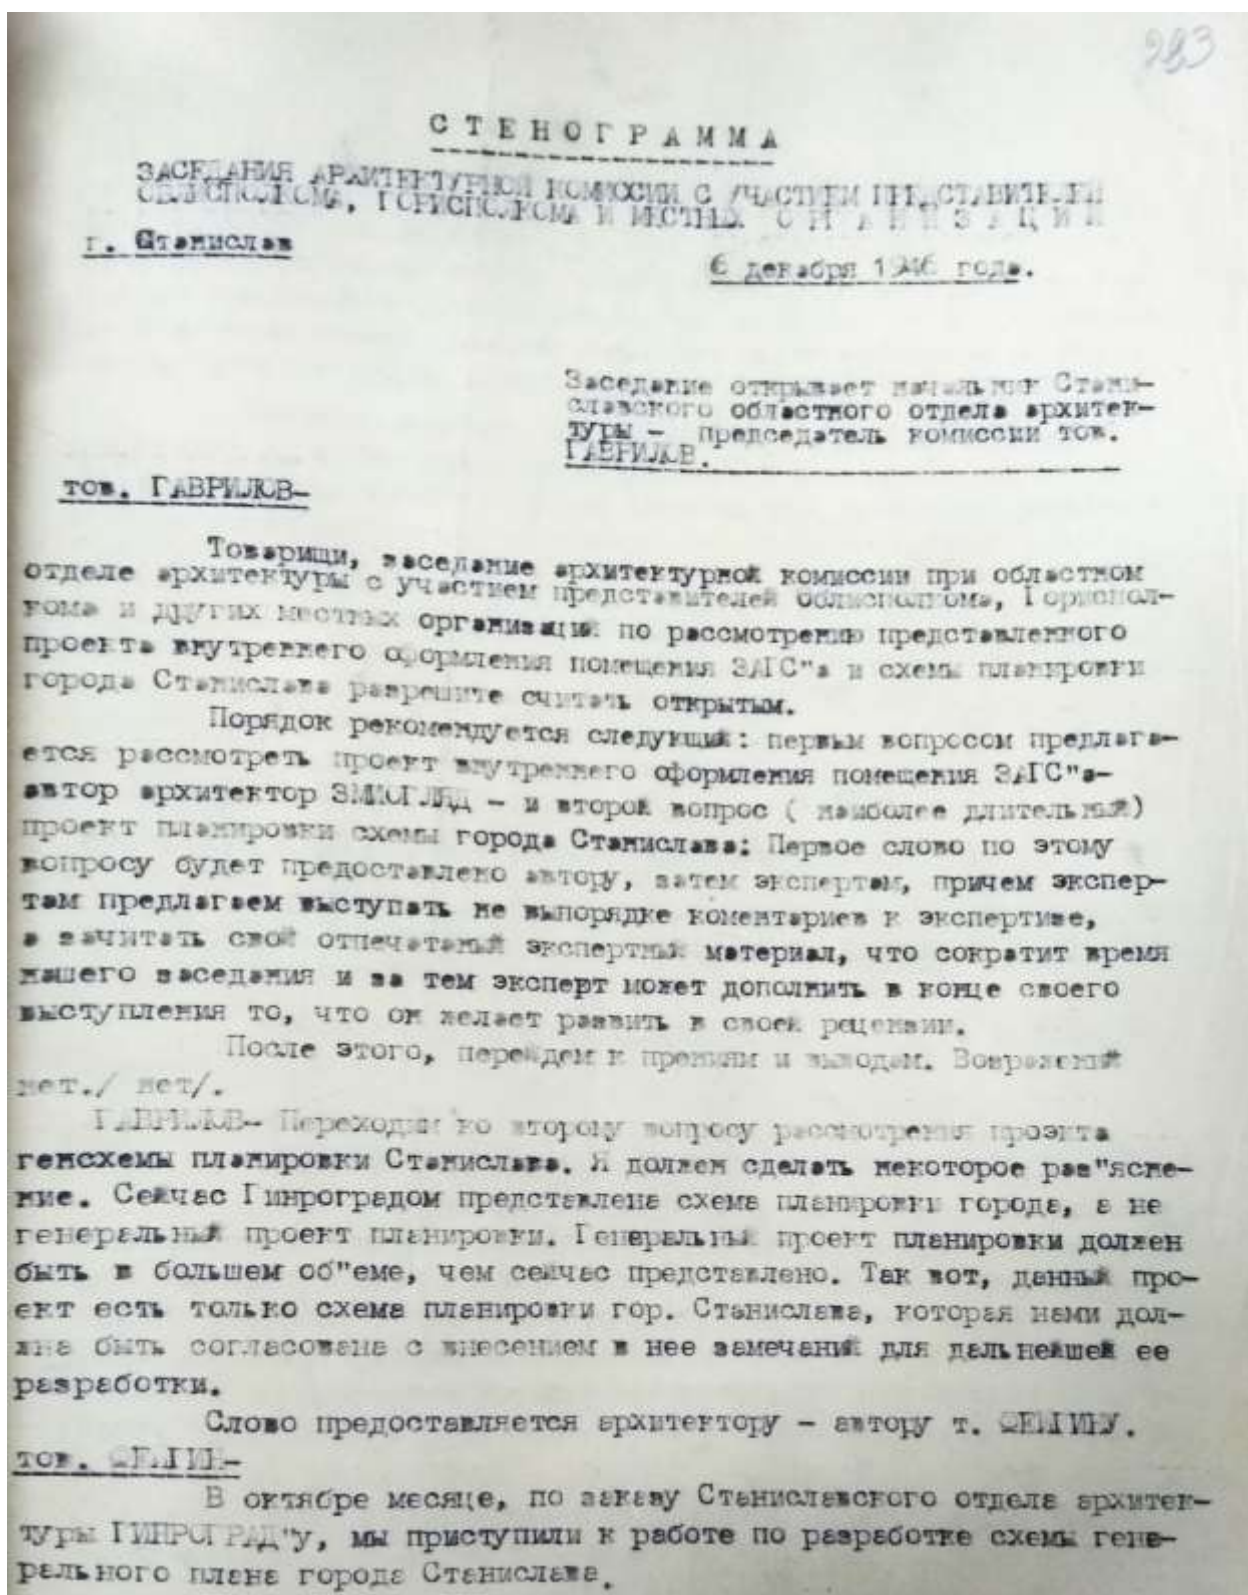 283
СТЕНОГРАММА
ЗАСЕДАНИЯ АРХИТЕКТУРНОЙ КОМИССИИ С УЧАСТИЕМ ПРЕДСТАВИТЕЛЕЙ
ОБЛИСПОЛКОМА, ГОРИСПОЛКОМА И МЕСТНЫХ ОРГАНИЗАЦИЙ
г. Станислав
6 декабря 1946 года.
Заседание открывает начальник Стани-
славского областного отдела архитек-
туры - председатель комиссии тов.
ГАВРИЛОВ.
тов. ГАВРИЛОВ-
Товарищи, заседание архитектурной комиссии при областном
отделе архитектуры с участием представителей облисполкома, Гориспол-
кома и других местных организаций по рассмотрению представленного
проекта внутреннего оформления помещения ЗАГС"а и схемы планировки
города Станислава разрешите считать открытым.
Порядок рекомендуется следующий: первым вопросом предлага-
ется рассмотреть проект внутреннего оформления помещения ЗАГС"а-
автор архитектор ЗМИОГЛЯД - и второй вопрос ( наиболее длительный)
проект планировки схемы города Станислава: Первое слово по этому
вопросу будет предоставлено автору, затем экспертам, причем экспер-
там предлагаем выступать не впорядке коментариев к экспертизе,
а зачитать свой отпечатаный экспертный материал, что сократит время
нашего заседания и за тем эксперт может дополнить в конце своего
выступления то, что он желает развить в своей рецензии.
После этого, перейдем к прениям и выводам. Возражений
нет./ нет/.
ГАВРИЛОВ- Переходим ко второму вопросу рассмотрения проэкта
генсхемы планировки Станислава. Я должен сделать некоторое раз"ясне-
ние. Сейчас Гипроградом представлена схема планировки города, а не
генеральный проект планировки. Генеральный проект планировки должен
быть в большем об"еме, чем сейчас представлено. Так вот, данный про-
ект есть только схема планировки гор. Станислава, которая нами дол-
жна быть согласована с внесением в нее замечаний для дальнейшей ее
разработки.
Слово предоставляется архитектору - автору т.
тов.
В октябре месяце, по заказу Станиславского отдела архитек-
туры ГИПРОГРАД"у, мы приступили к работе по разработке схемы гене-
рального плана города Станислава.